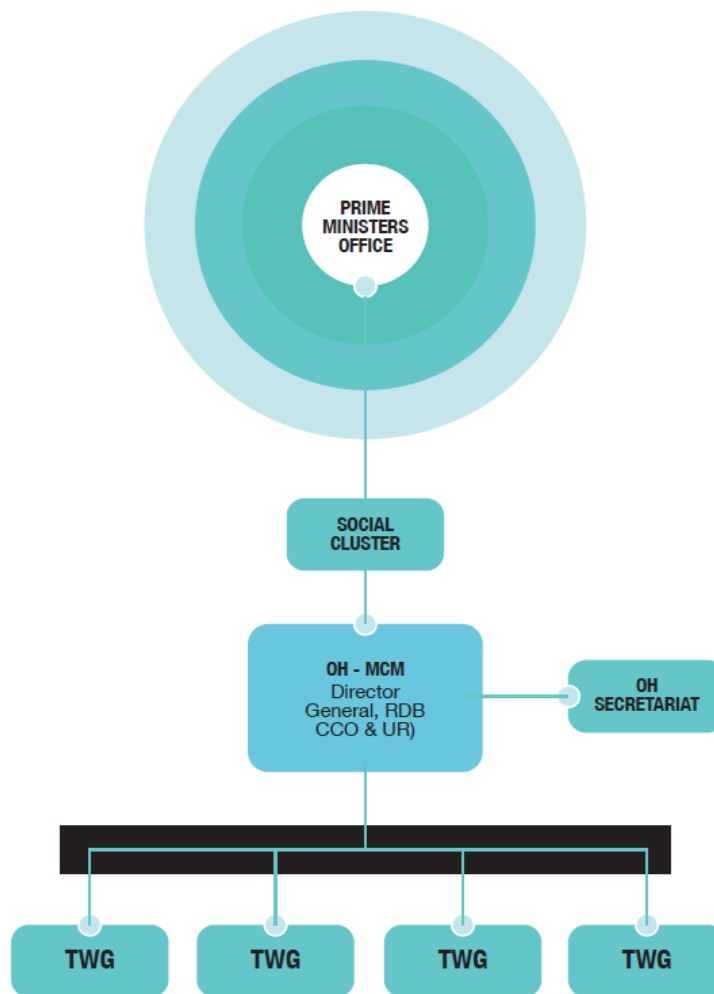 PRIME
MINISTERS
OFFICE
SOCIAL
CLUSTER
OH - MCM
Director
General, RDB
CCO & UR)
OH
SECRETARIAT
TWG
TWG
TWG
TWG